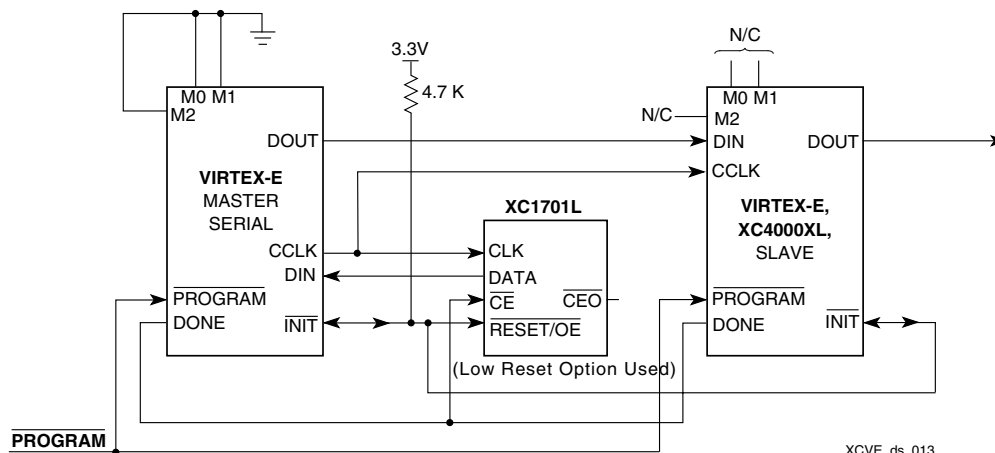 N/C
3.3V
M0 M1
4.7 K
M0 M1
M2
N/C
M2
DOUT
DIN
DOUT
VIRTEX-E
MASTER
SERIAL
CCLK
XC1701L
VIRTEX-E,
XC4000XL,
SLAVE
CCLK
CLK
DIN
DATA
PROGRAM
CE
CEO
PROGRAM
DONE
INIT
RESET/OE
DONE
INIT
(Low Reset Option Used)
PROGRAM
XCVE_ds_013